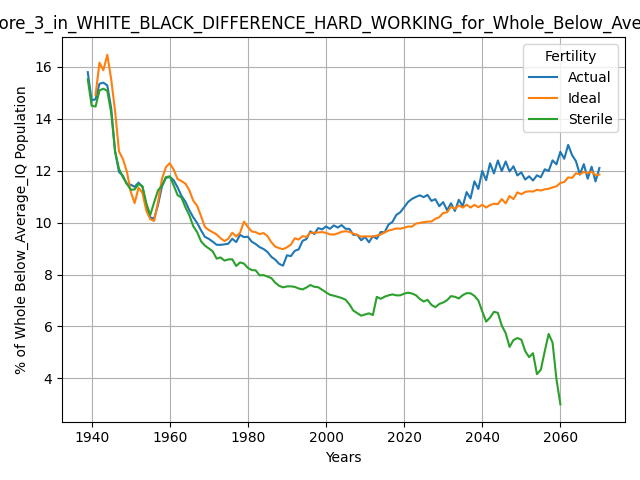 ore_3_in_WHITE_BLACK_DIFFERENCE_HARD_WORKING_for_Whole_Below_Ave
Fertility
Actual
Ideal
Sterile
% of Whole Below_Average_IQ Population
16
14
12
10
8
6
4
1940 1960 1980 2000 2020 2040 2060
Years